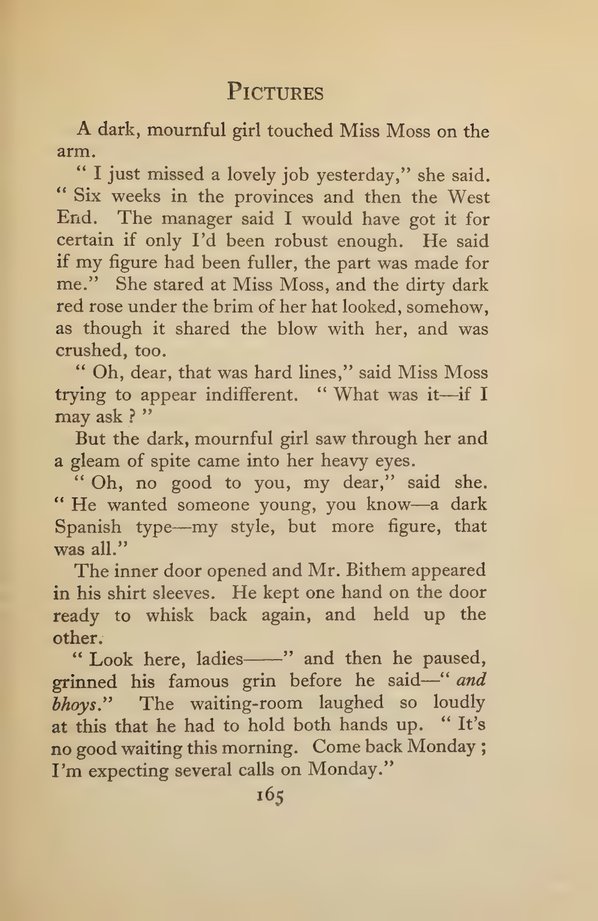 PICTURES
A dark, mournful girl touched Miss Moss on the
arm.
“ I just missed a lovely job yesterday,” she said.
“ Six weeks in the provinces and then the West
End. The manager said I would have got it for
certain if only I’d been robust enough. He said
if my figure had been fuller, the part was made for
me.” She stared at Miss Moss, and the dirty dark
red rose under the brim of her hat looked, somehow,
as though it shared the blow with her, and was
crushed, too.
“ Oh, dear, that was hard lines,” said Miss Moss
trying to appear indifferent. “ What was it—if I
may ask ? ”
But the dark, mournful girl saw through her and
a gleam of spite came into her heavy eyes.
“ Oh, no good to you, my dear,” said she.
“ He wanted someone young, you know—a dark
Spanish type—my style, but more figure, that
was all.”
The inner door opened and Mr. Bithem appeared
in his shirt sleeves. He kept one hand on the door
ready to whisk back again, and held up the
other.
“ Look here, ladies——” and then he paused,
grinned his famous grin before he said—“ and
bhoys.” The waiting-room laughed so loudly
at this that he had to hold both hands up. “ It’s
no good waiting this morning. Come back Monday ;
I’m expecting several calls on Monday.”
165